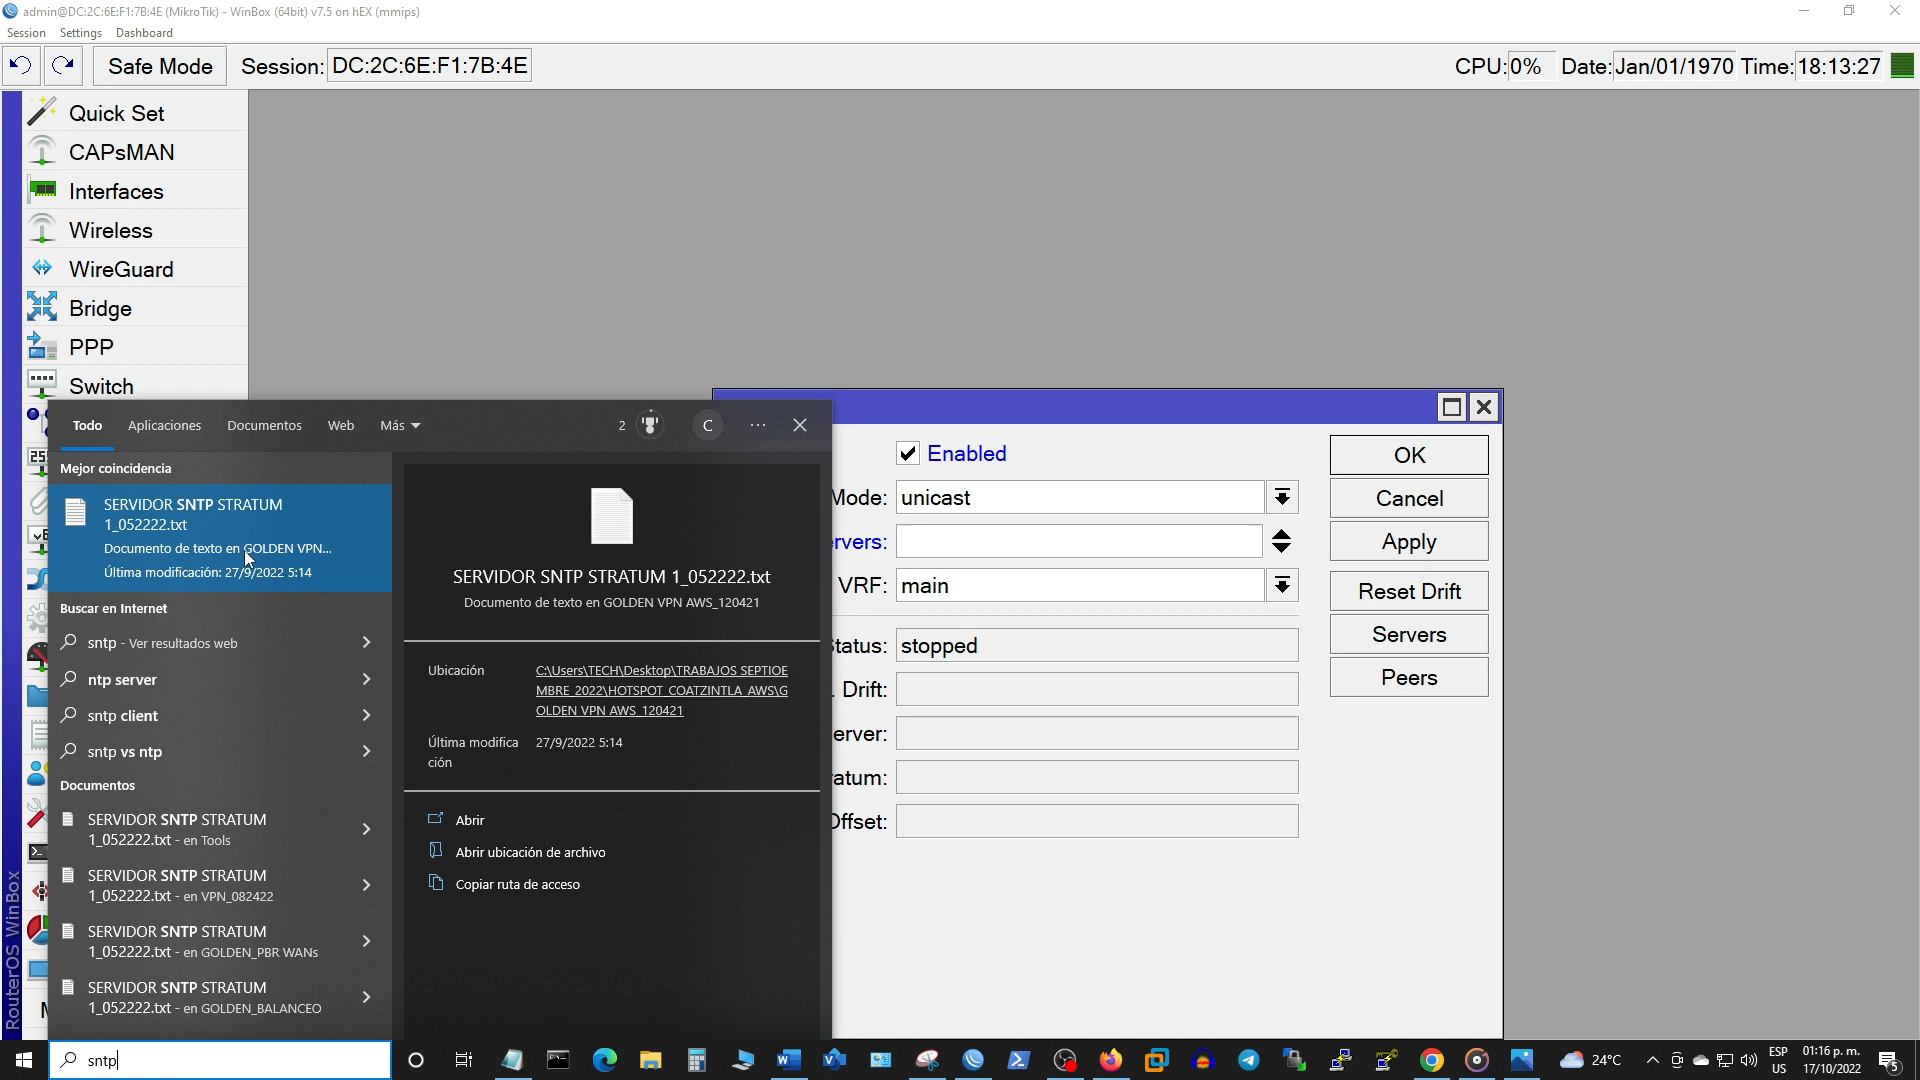 admin@DC:2C:6E:F1:7B:4E (MikroTik) - WinBox (64bit) v7.5 on hEX (mmips)
Session Settings Dashboard
Safe Mode Session: DC:2C:6E:F1:7B:4E CPU: 0% Date: Jan/01/1970 Time: 18:13:27
Quick Set
CAPsMAN
Interfaces
Wireless
WireGuard
Bridge
PPP
Switch
RouterOS WinBox
Todo Aplicaciones Documentos Web Más 2 C
Mejor coincidencia
SERVIDOR SNTP STRATUM
1_052222.txt
Documento de texto en GOLDEN VPN...
Última modificación: 27/9/2022 5:14
Buscar en Internet
sntp - Ver resultados web
ntp server
sntp client
sntp vs ntp
Documentos
SERVIDOR SNTP STRATUM
1_052222.txt - en Tools
SERVIDOR SNTP STRATUM
1_052222.txt - en VPN_082422
SERVIDOR SNTP STRATUM
1_052222.txt - en GOLDEN_PBR WANs
SERVIDOR SNTP STRATUM
1_052222.txt - en GOLDEN_BALANCEO
SERVIDOR SNTP STRATUM 1_052222.txt
Documento de texto en GOLDEN VPN AWS_120421
Ubicación C:\Users\TECH\Desktop\TRABAJOS SEPTIOE
MBRE 2022\HOTSPOT_COATZINTLA_AWS\G
OLDEN VPN AWS_120421
Última modifica 27/9/2022 5:14
ción
Abrir
Abrir ubicación de archivo
Copiar ruta de acceso
Enabled
Mode: unicast
rvers:
VRF: main
Status: stopped
. Drift:
erver:
atum:
Offset:
OK
Cancel
Apply
Reset Drift
Servers
Peers
sntp
24°C
ESP
US
01:16 p. m.
17/10/2022
5